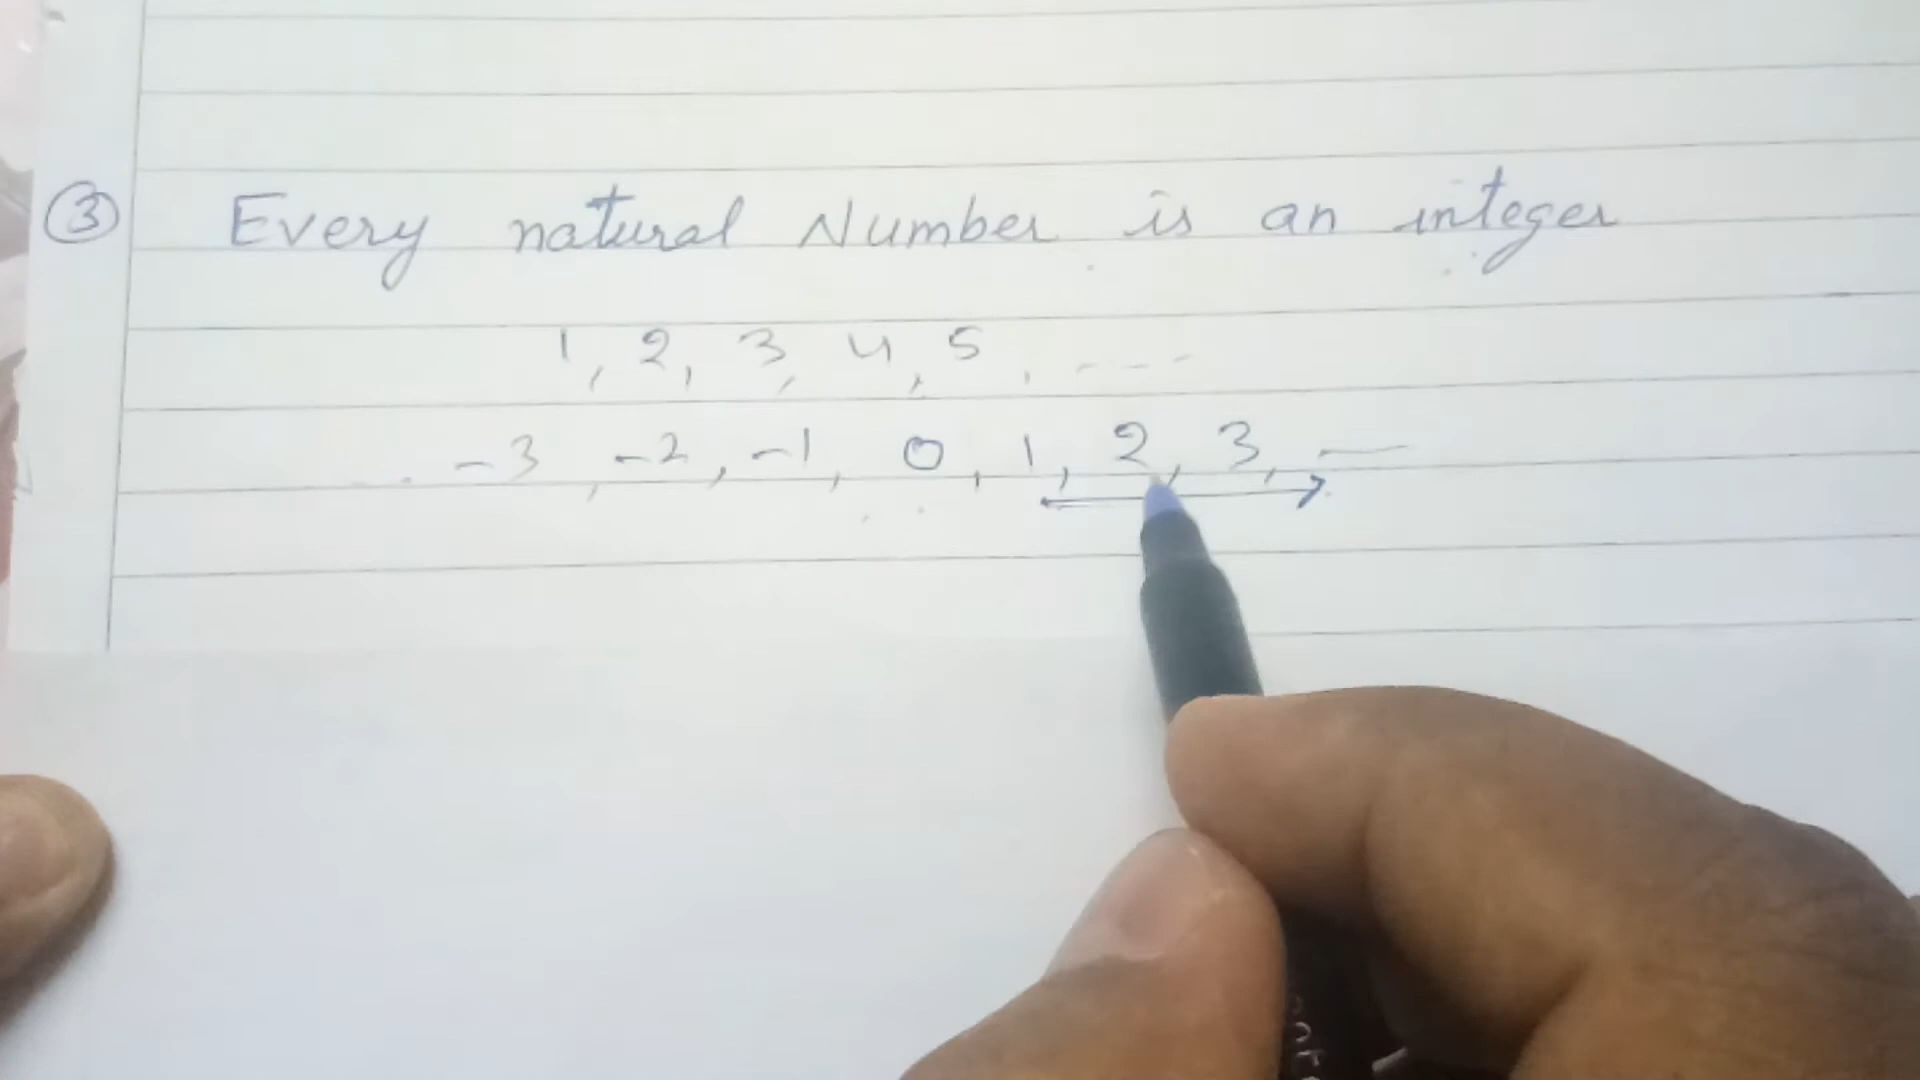 ③ Every natural Number is an integer
1, 2, 3, 4, 5, ----
-- -3, -2, -1, 0, 1, 2, 3, —